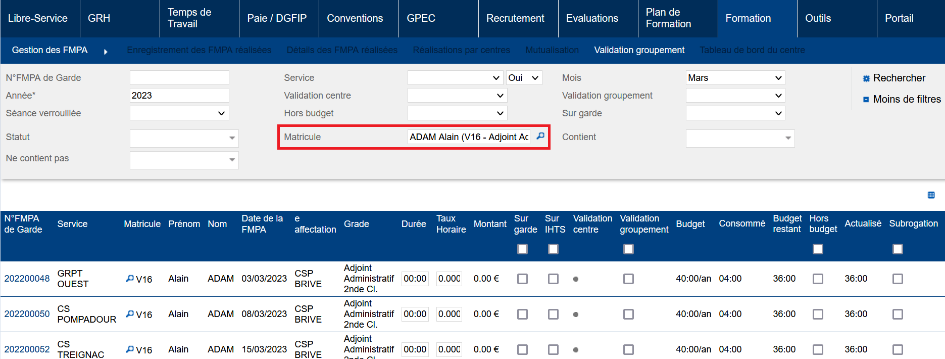 Libre-Service GRH Temps de Travail Paie / DGFIP Conventions GPEC Recrutement Evaluations Plan de Formation Formation Outils Portail
Gestion des FMPA Enregistrement des FMPA réalisées Détails des FMPA réalisées Réalisations par centres Mutualisation Validation groupement Tableau de bord du centre
N°FMPA de Garde Service Oui Mois Mars Rechercher
Année* 2023 Validation centre Validation groupement Moins de filtres
Séance verrouillée Hors budget Sur garde
Statut Matricule ADAM Alain (V16 - Adjoint Ac Contient
Ne contient pas
N°FMPA de Garde Service Matricule Prénom Nom Date de la FMPA e affectation Grade Durée Taux Horaire Montant Sur garde Sur IHTS Validation centre Validation groupement Budget Consommé Budget restant Hors budget Actualisé Subrogation
202200048 GRPT OUEST V16 Alain ADAM 03/03/2023 CSP BRIVE Adjoint Administratif 2nde Cl. 00:00 0.000 0.00 € 40:00/an 04:00 36:00 36:00
202200050 CS POMPADOUR V16 Alain ADAM 08/03/2023 CSP BRIVE Adjoint Administratif 2nde Cl. 00:00 0.000 0.00 € 40:00/an 04:00 36:00 36:00
202200052 CS TREIGNAC V16 Alain ADAM 15/03/2023 CSP BRIVE Adjoint Administratif 00:00 0.000 0.00 € 40:00/an 04:00 36:00 36:00